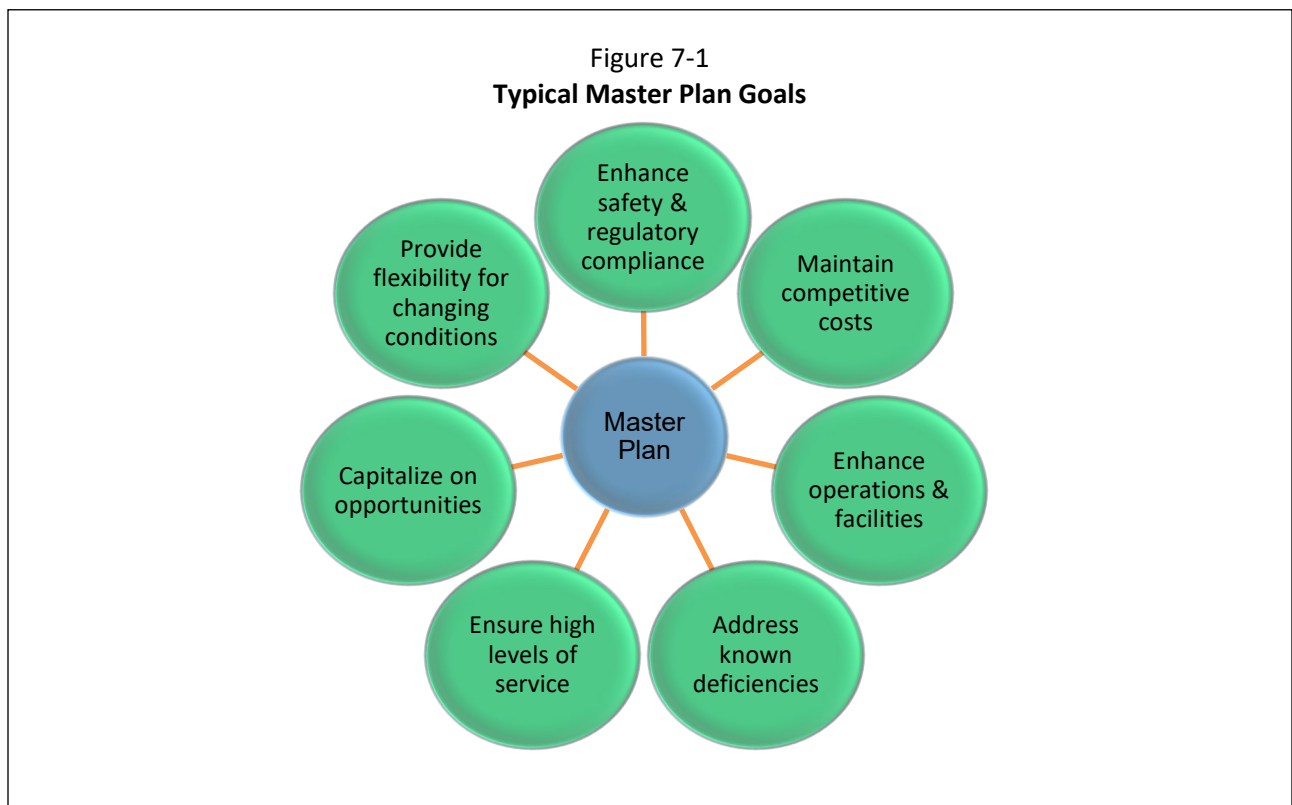 Figure 7-1
Typical Master Plan Goals
Enhance
safety &
regulatory
compliance
Maintain
competitive
costs
Enhance
operations &
facilities
Address
known
deficiencies
Ensure high
levels of
service
Capitalize on
opportunities
Provide
flexibility for
changing
conditions
Master
Plan